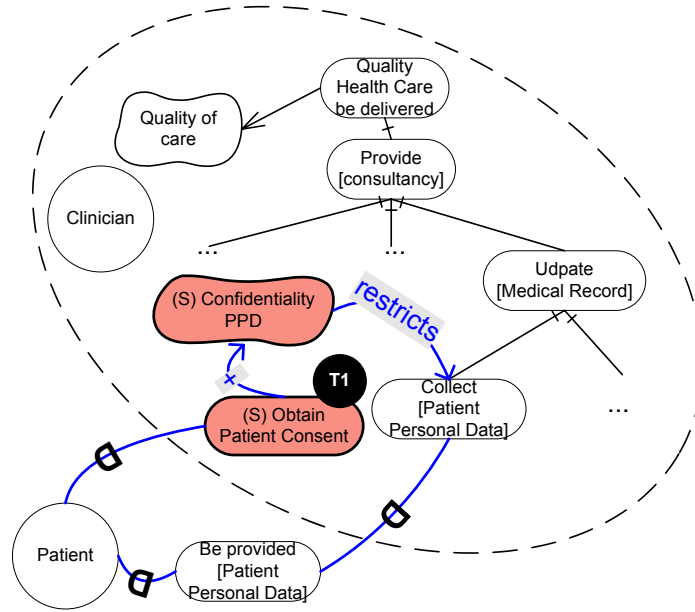 Quality
Health Care
be delivered
Quality of
care
Provide
[consultancy]
Clinician
...
...
Udpate
[Medical Record]
(S) Confidentiality
PPD
restricts
T1
+
(S) Obtain
Patient Consent
Collect
[Patient
Personal Data]
...
D
D
Patient
D
Be provided
[Patient
Personal Data]